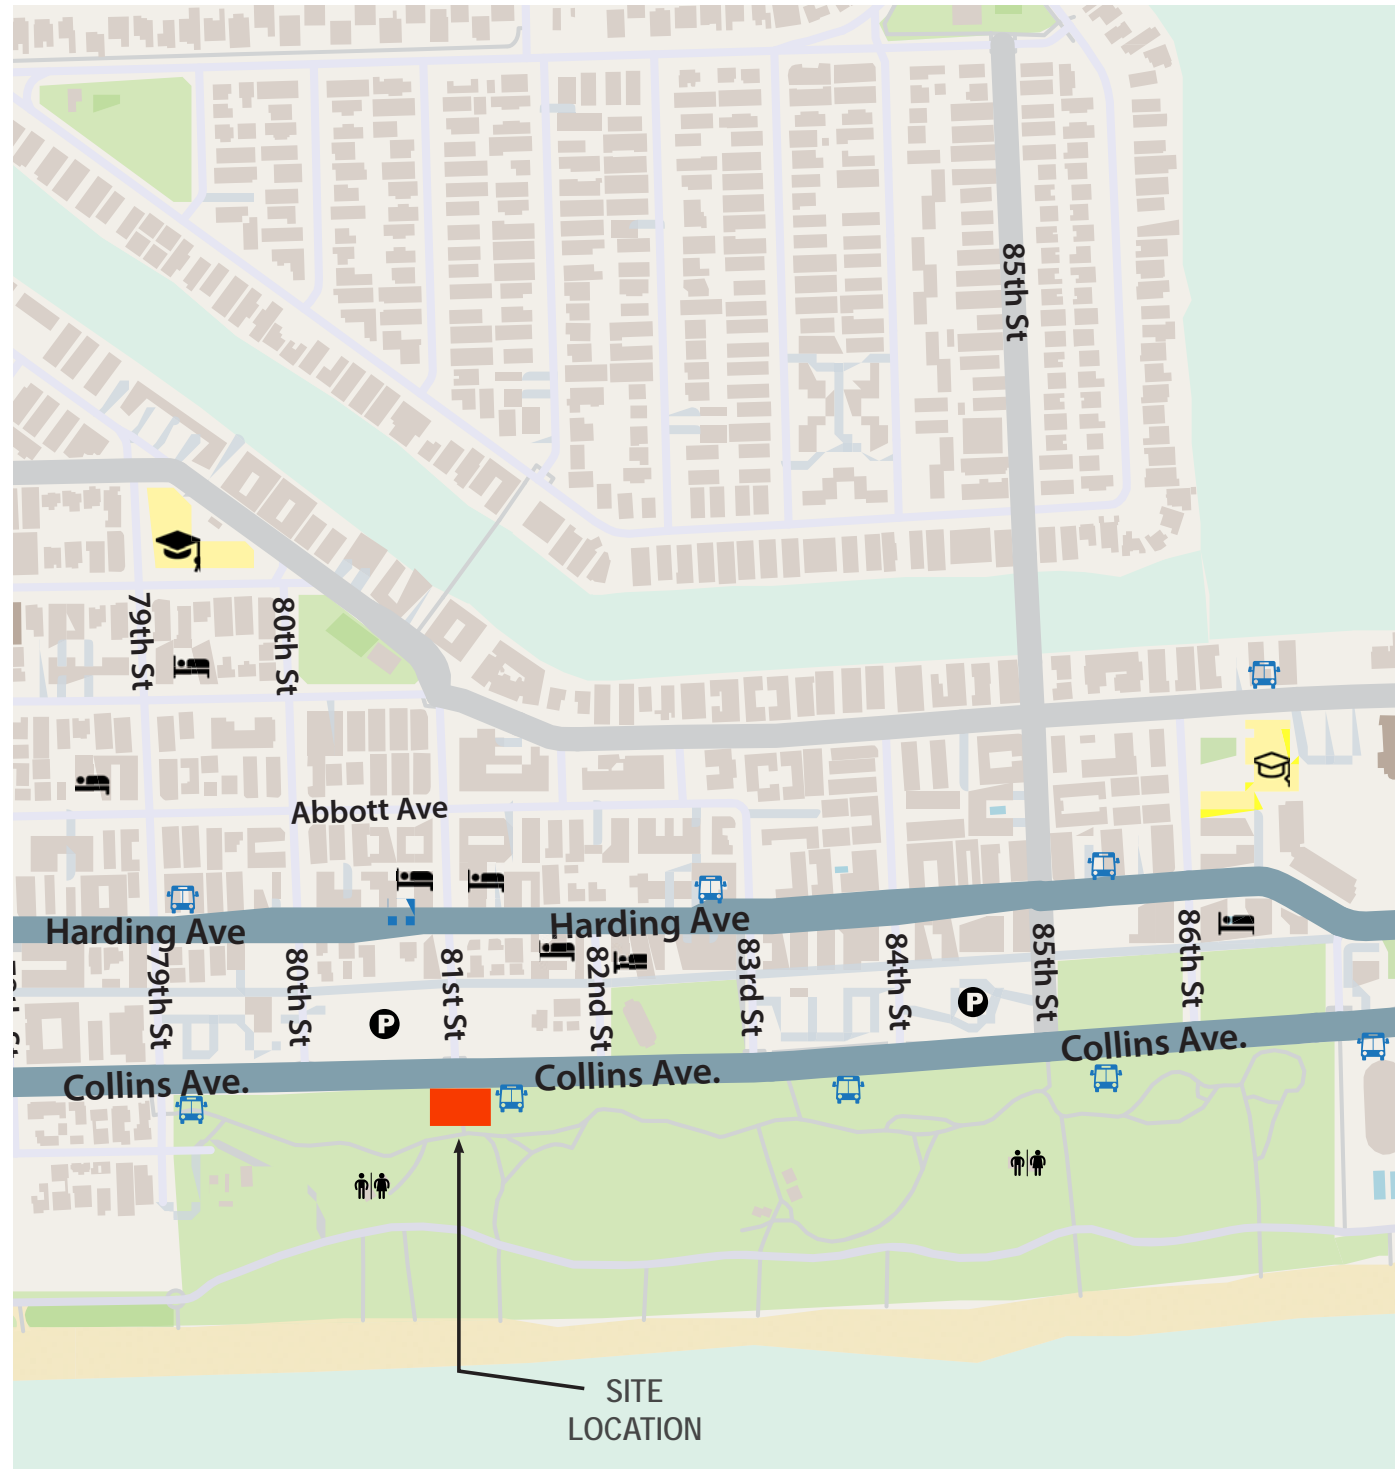 85th St
79th St
80th St
Abbott Ave
Harding Ave
Harding Ave
79th St
80th St
81st St
82nd St
83rd St
84th St
85th St
86th St
P
P
Collins Ave.
Collins Ave.
Collins Ave.
SITE
LOCATION